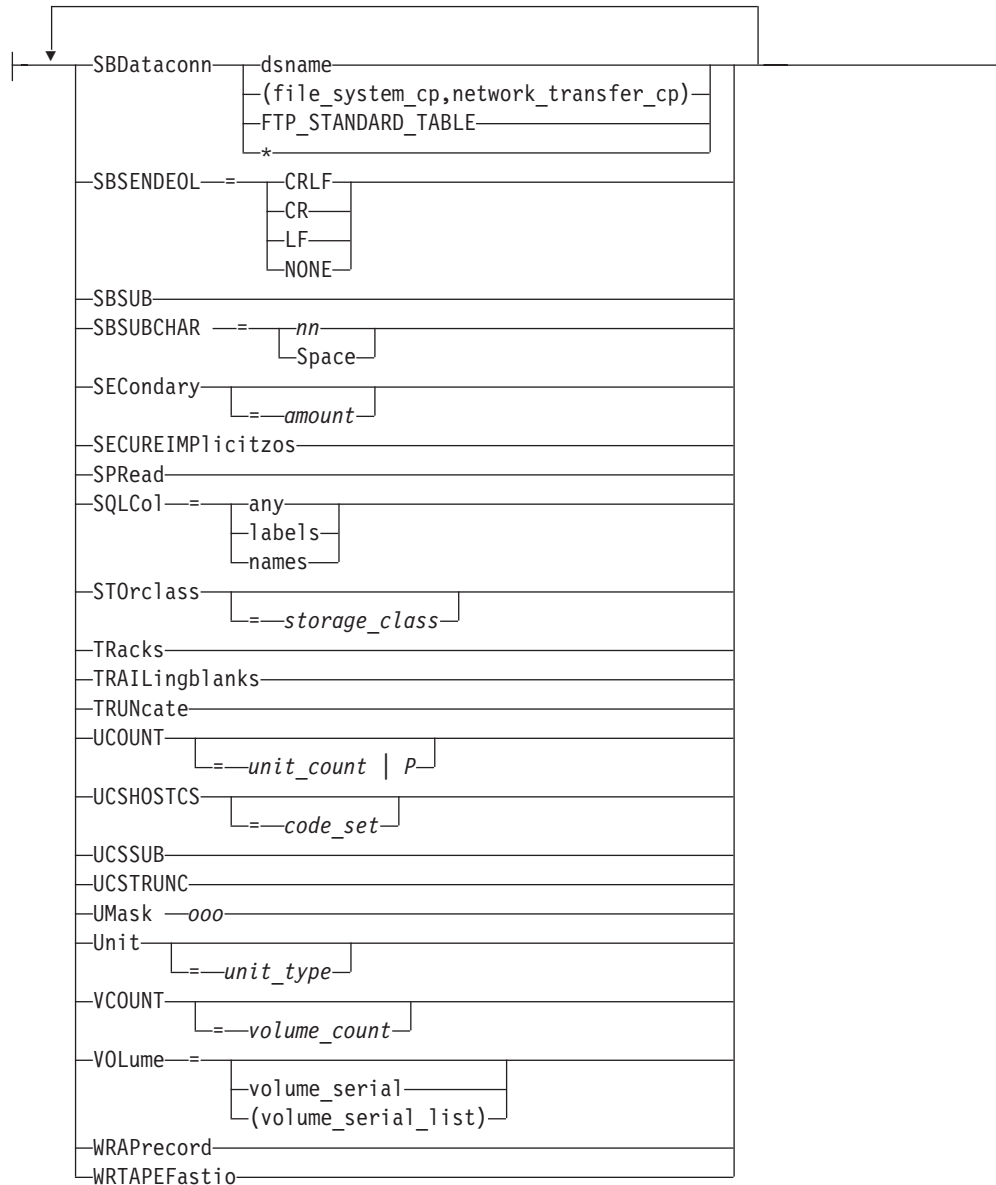 SBDataconn dsname
(file_system_cp,network_transfer_cp)
FTP_STANDARD_TABLE
*
SBSENDEOL = CRLF
CR
LF
NONE
SBSUB
SBSUBCHAR = nn
Space
SECondary
=amount
SECUREIMPlicitzos
SPRead
SQLCol = any
labels
names
STOrclass
=storage_class
TRacks
TRAILingblanks
TRUNcate
UCOUNT
=unit_count | P
UCSHOSTCS
=code_set
UCSSUB
UCSTRUNC
UMask ooo
Unit
=unit_type
VCOUNT
=volume_count
VOLume =
volume_serial
(volume_serial_list)
WRAPrecord
WRTAPEFastio